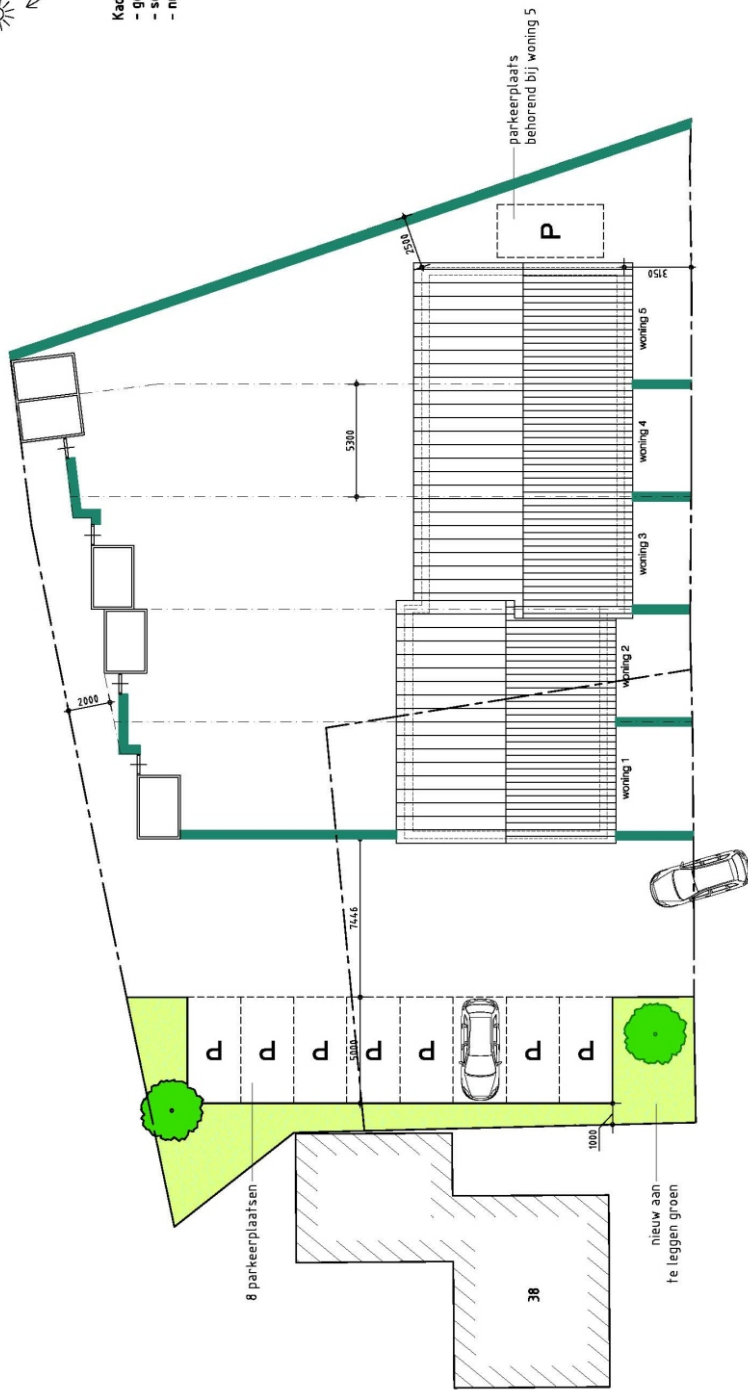 Kad
- g
- s
- n
parkeerplaats
behorend bij woning 5
P
2500
3150
5300
woning 5
woning 4
woning 3
woning 2
woning 1
2000
7446
5000
P
P
P
P
P
P
P
1000
8 parkeerplaatsen
nieuw aan
te leggen groen
38